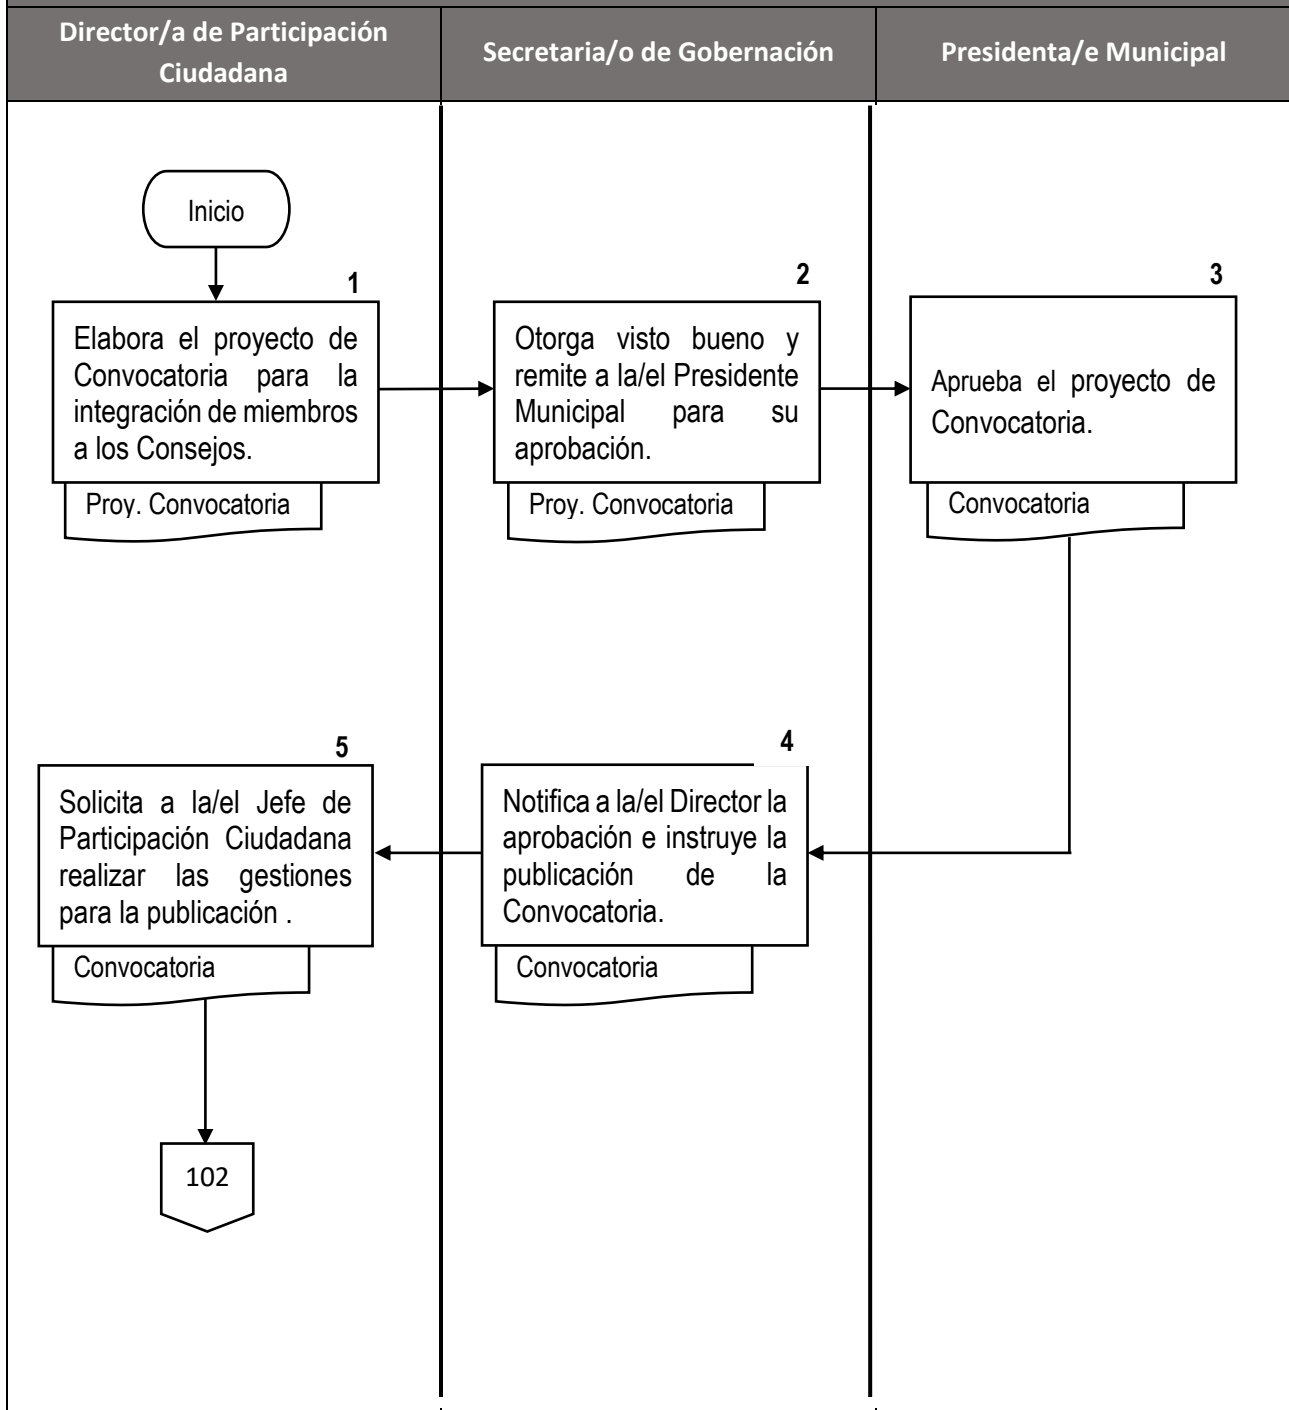 Director/a de Participación
Ciudadana
Secretaria/o de Gobernación
Presidenta/e Municipal
Inicio
1
Elabora el proyecto de
Convocatoria para la
integración de miembros
a los Consejos.
Proy. Convocatoria
2
Otorga visto bueno y
remite a la/el Presidente
Municipal para su
aprobación.
Proy. Convocatoria
3
Aprueba el proyecto de
Convocatoria.
Convocatoria
4
Notifica a la/el Director la
aprobación e instruye la
publicación de la
Convocatoria.
Convocatoria
5
Solicita a la/el Jefe de
Participación Ciudadana
realizar las gestiones
para la publicación .
Convocatoria
102